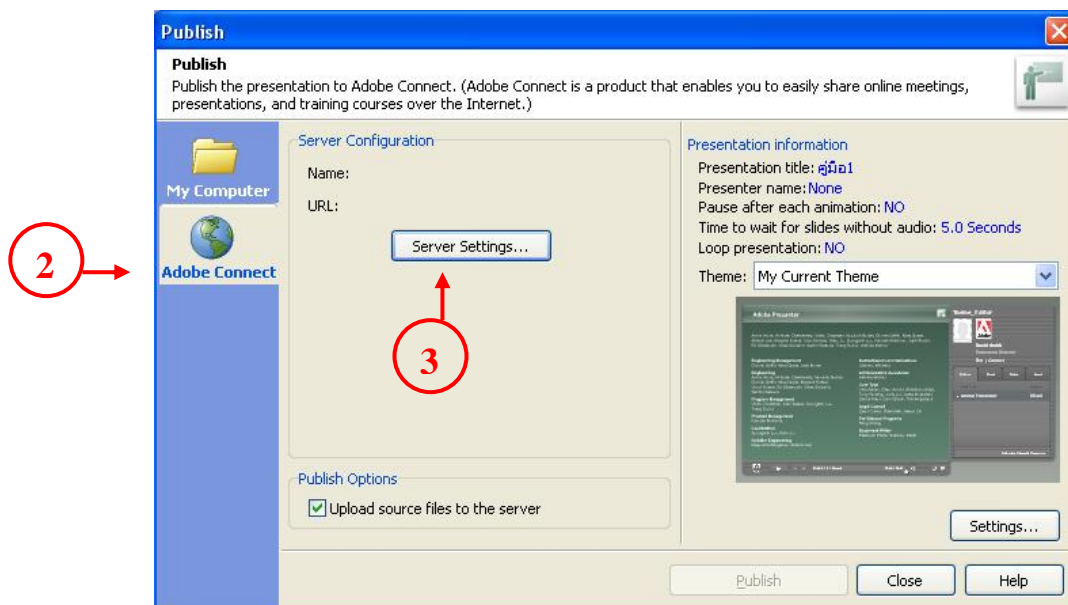 Publish
Publish
Publish the presentation to Adobe Connect. (Adobe Connect is a product that enables you to easily share online meetings,
presentations, and training courses over the Internet.)
My Computer
Adobe Connect
2
Server Configuration
Name:
URL:
Server Settings...
3
Publish Options
Upload source files to the server
Presentation information
Presentation title: คู่มือ1
Presenter name: None
Pause after each animation: NO
Time to wait for slides without audio: 5.0 Seconds
Loop presentation: NO
Theme: My Current Theme
Adobe Presenter
Settings...
Publish
Close
Help